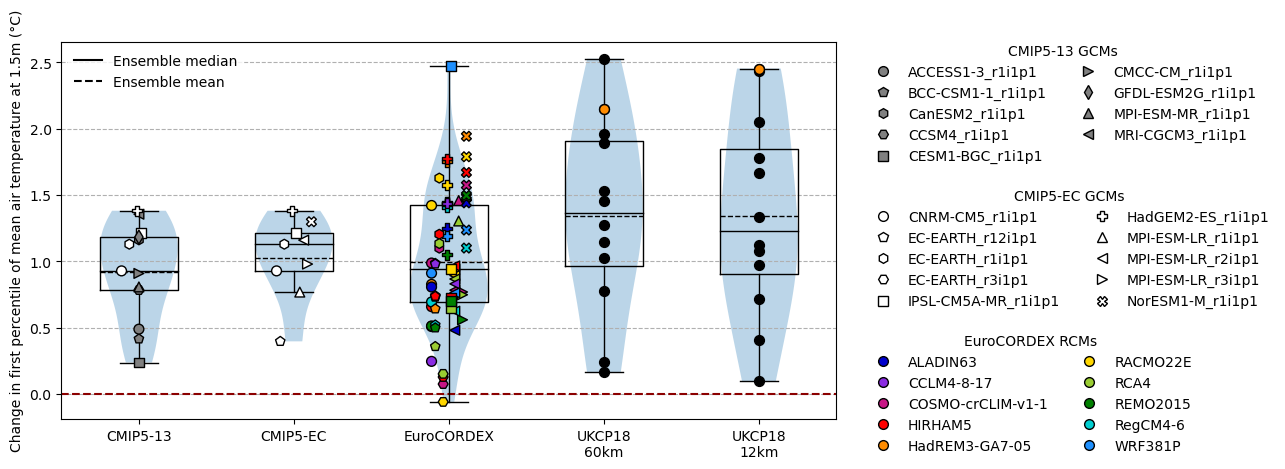 Change in first percentile of mean air temperature at 1.5m (°C)
2.5
2.0
1.5
1.0
0.5
0.0
Ensemble median
Ensemble mean
CMIP5-13
CMIP5-EC
EuroCORDEX
UKCP18
60km
UKCP18
12km
CMIP5-13 GCMs
ACCESS1-3_r1i1p1
BCC-CSM1-1_r1i1p1
CanESM2_r1i1p1
CCSM4_r1i1p1
CESM1-BGC_r1i1p1
CMCC-CM_r1i1p1
GFDL-ESM2G_r1i1p1
MPI-ESM-MR_r1i1p1
MRI-CGCM3_r1i1p1
CMIP5-EC GCMs
CNRM-CM5_r1i1p1
EC-EARTH_r12i1p1
EC-EARTH_r1i1p1
EC-EARTH_r3i1p1
IPSL-CM5A-MR_r1i1p1
HadGEM2-ES_r1i1p1
MPI-ESM-LR_r1i1p1
MPI-ESM-LR_r2i1p1
MPI-ESM-LR_r3i1p1
NorESM1-M_r1i1p1
EuroCORDEX RCMs
ALADIN63
CCLM4-8-17
COSMO-crCLIM-v1-1
HIRHAM5
HadREM3-GA7-05
RACMO22E
RCA4
REMO2015
RegCM4-6
WRF381P